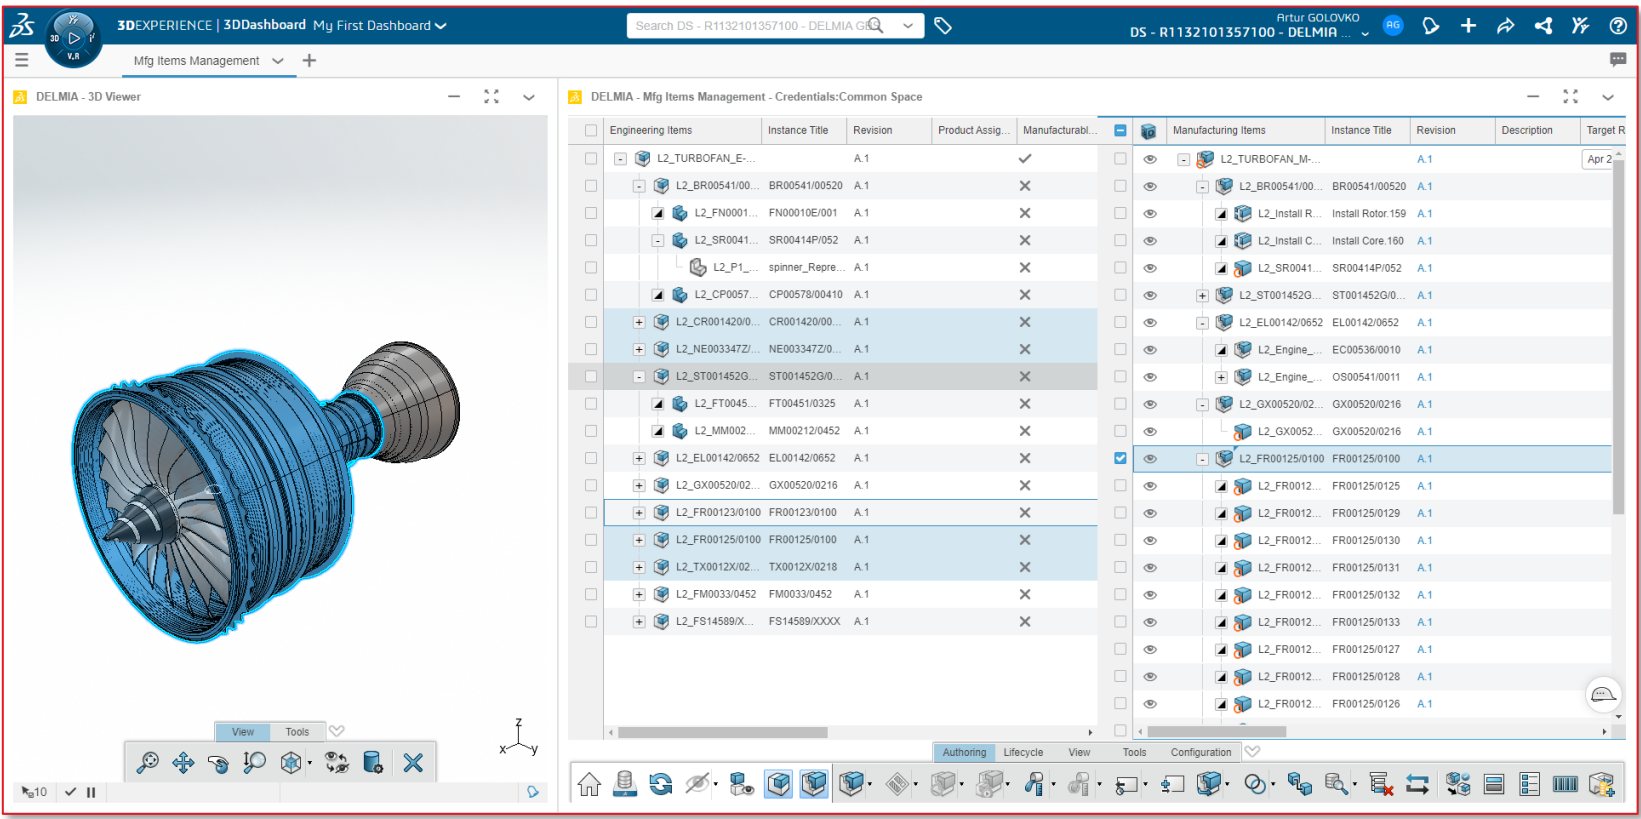 3DEXPERIENCE | 3DDashboard My First Dashboard
Search DS - R1132101357100 - DELMIA GBS
Artur GOLOVKO
DS - R1132101357100 - DELMIA ...
AG
3D
V.R
Mfg Items Management
DELMIA - 3D Viewer
DELMIA - Mfg Items Management - Credentials:Common Space
Engineering Items Instance Title Revision Product Assig... Manufacturabl...
L2_TURBOFAN_E-... A.1
L2_BR00541/00... BR00541/00520 A.1
L2_FN0001... FN00010E/001 A.1
L2_SR0041... SR00414P/052 A.1
L2_P1_... spinner_Repre... A.1
L2_CP0057... CP00578/00410 A.1
L2_CR001420/0... CR001420/00... A.1
L2_NE003347Z/... NE003347Z/0... A.1
L2_ST001452G... ST001452G/0... A.1
L2_FT0045... FT00451/0325 A.1
L2_MM002... MM00212/0452 A.1
L2_EL00142/0652 EL00142/0652 A.1
L2_GX00520/02... GX00520/0216 A.1
L2_FR00123/0100 FR00123/0100 A.1
L2_FR00125/0100 FR00125/0100 A.1
L2_TX0012X/02... TX0012X/0218 A.1
L2_FM0033/0452 FM0033/0452 A.1
L2_FS14589/X... FS14589/XXXX A.1
Manufacturing Items Instance Title Revision Description Target R
L2_TURBOFAN_M-... A.1 Apr 2
L2_BR00541/00... BR00541/00520 A.1
L2_Install R... Install Rotor.159 A.1
L2_Install C... Install Core.160 A.1
L2_SR0041... SR00414P/052 A.1
L2_ST001452G... ST001452G/0... A.1
L2_EL00142/0652 EL00142/0652 A.1
L2_Engine_... EC00536/0010 A.1
L2_Engine_... OS00541/0011 A.1
L2_GX00520/02... GX00520/0216 A.1
L2_GX0052... GX00520/0216 A.1
L2_FR00125/0100 FR00125/0100 A.1
L2_FR0012... FR00125/0125 A.1
L2_FR0012... FR00125/0129 A.1
L2_FR0012... FR00125/0130 A.1
L2_FR0012... FR00125/0131 A.1
L2_FR0012... FR00125/0132 A.1
L2_FR0012... FR00125/0133 A.1
L2_FR0012... FR00125/0127 A.1
L2_FR0012... FR00125/0128 A.1
L2_FR0012... FR00125/0126 A.1
z
x y
View Tools
10
Authoring Lifecycle View Tools Configuration